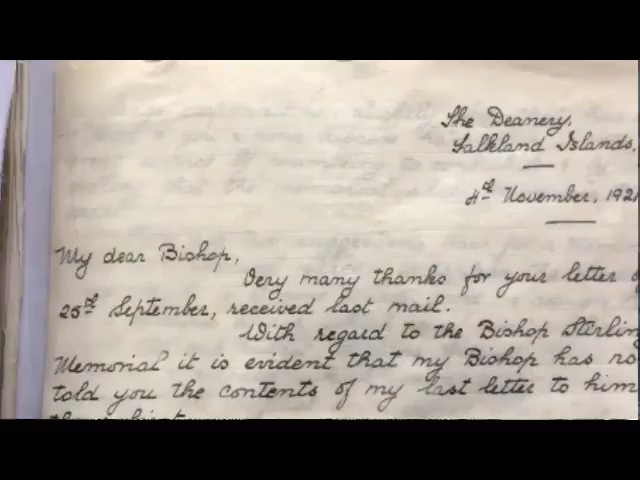 The Deanery,
Falkland Islands,
4th November, 1921
My dear Bishop,
Very many thanks for your letter
25th September, received last mail.
With regard to the Bishop Stirling
Memorial it is evident that my Bishop has no
told you the contents of my last letter to him